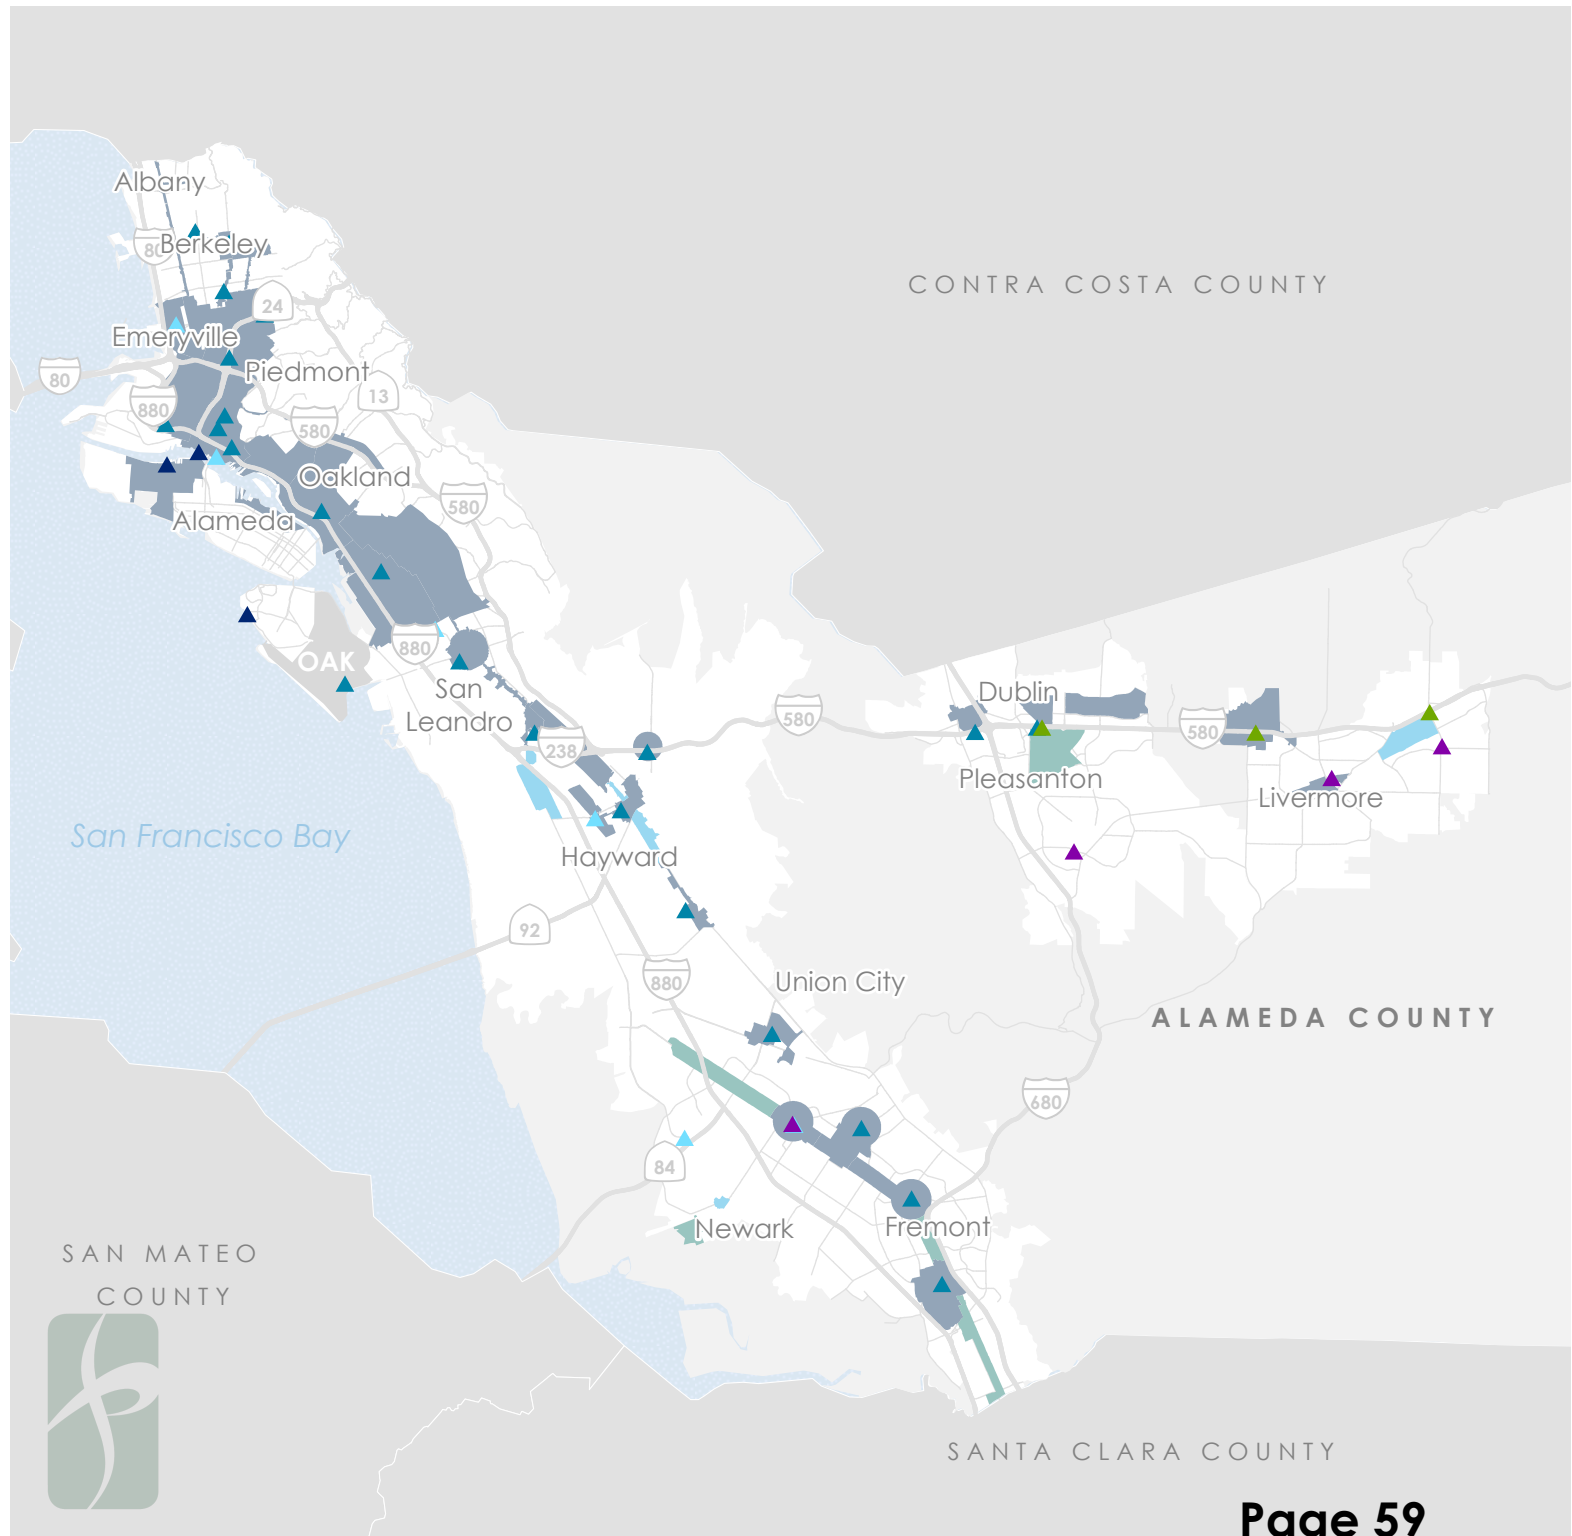 Albany
80
Berkeley
CONTRA COSTA COUNTY
24
Emeryville
Piedmont
80
13
880
580
Oakland
580
Alameda
880
OAK
San
Leandro
Dublin
580
580
238
Pleasanton
Livermore
San Francisco Bay
Hayward
92
Union City
880
ALAMEDA COUNTY
680
84
Newark
Fremont
SAN MATEO
COUNTY
SANTA CLARA COUNTY
Page 59